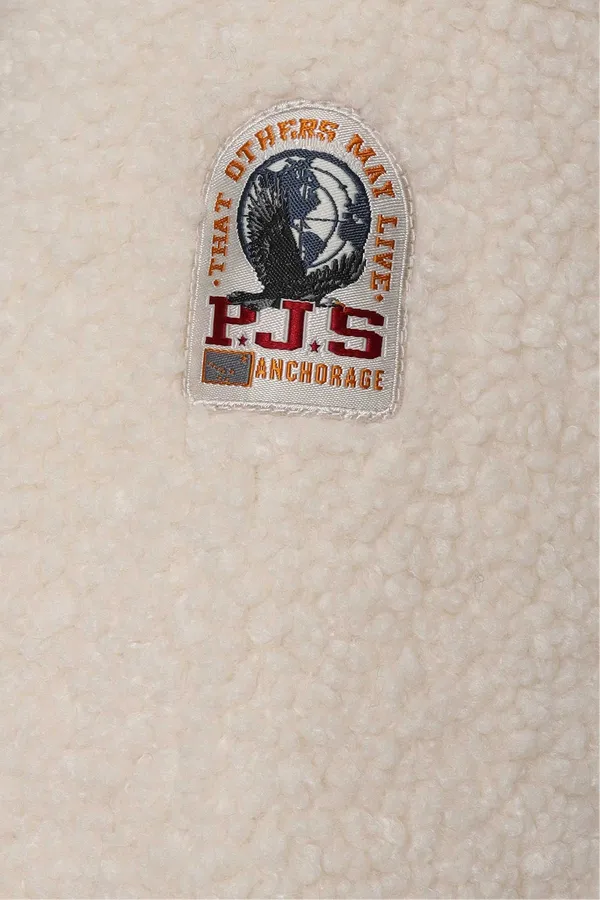 ·THAT OTHERS MAY LIVE·
P.J.S
ANCHORAGE